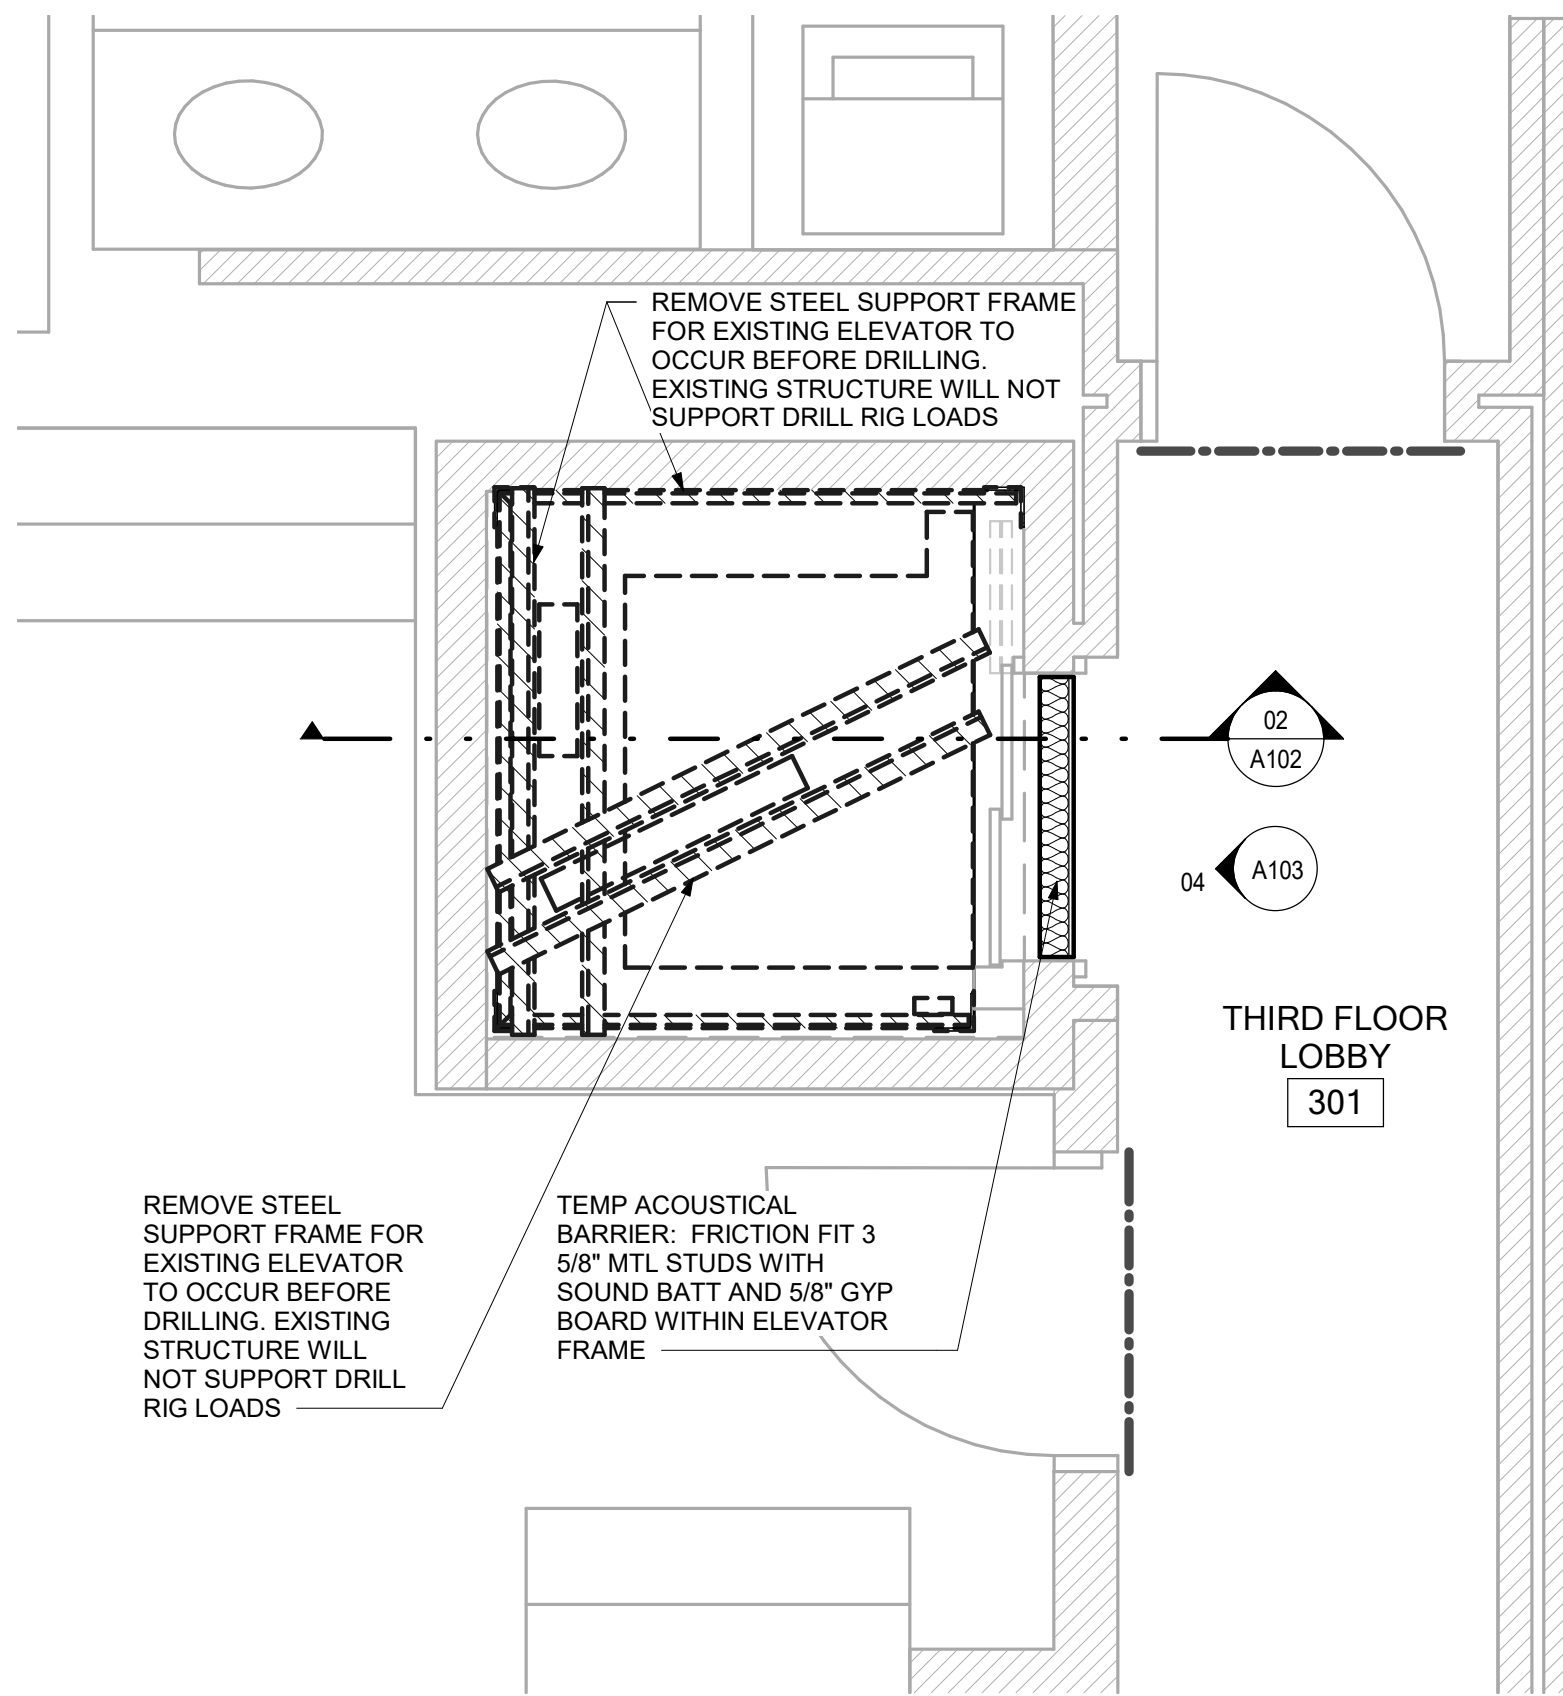 REMOVE STEEL SUPPORT FRAME
FOR EXISTING ELEVATOR TO
OCCUR BEFORE DRILLING.
EXISTING STRUCTURE WILL NOT
SUPPORT DRILL RIG LOADS
02
A102
04
A103
THIRD FLOOR
LOBBY
301
REMOVE STEEL
SUPPORT FRAME FOR
EXISTING ELEVATOR
TO OCCUR BEFORE
DRILLING. EXISTING
STRUCTURE WILL
NOT SUPPORT DRILL
RIG LOADS
TEMP ACOUSTICAL
BARRIER: FRICTION FIT 3
5/8" MTL STUDS WITH
SOUND BATT AND 5/8" GYP
BOARD WITHIN ELEVATOR
FRAME